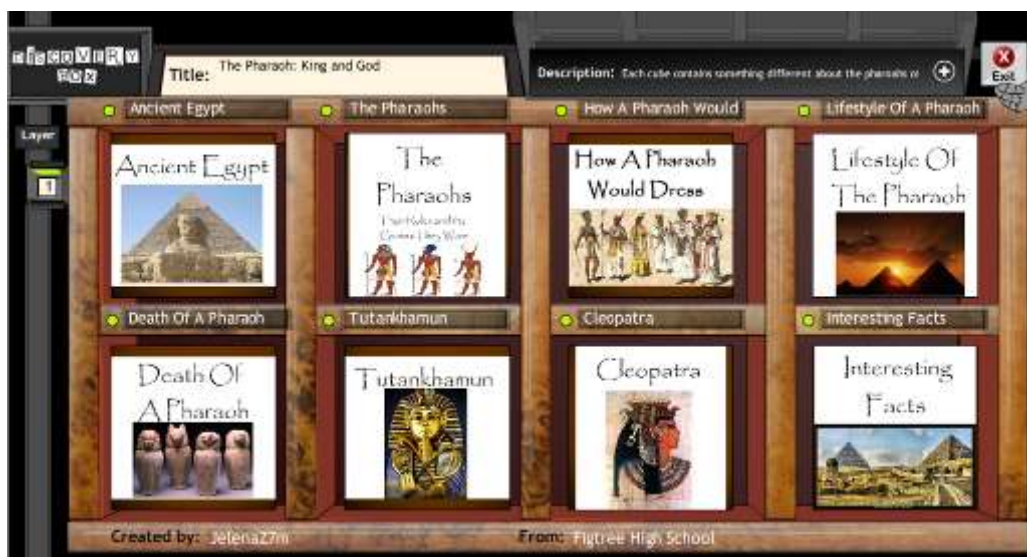 DISCOVERY
BOX
Title: The Pharaoh: King and God
Description: Each cube contains something different about the pharaohs or
Exit
Layer
1
Ancient Egypt
The Pharaohs
How A Pharaoh Would
Lifestyle Of A Pharaoh
Ancient Egypt
The
Pharaohs
How A Pharaoh
Would Dress
Lifestyle Of
The Pharaoh
Death Of A Pharaoh
Tutankhamun
Cleopatra
Interesting Facts
Death Of
A Pharaoh
Tutankhamun
Cleopatra
Interesting
Facts
Created by: Jelena27m
From: Figtree High School